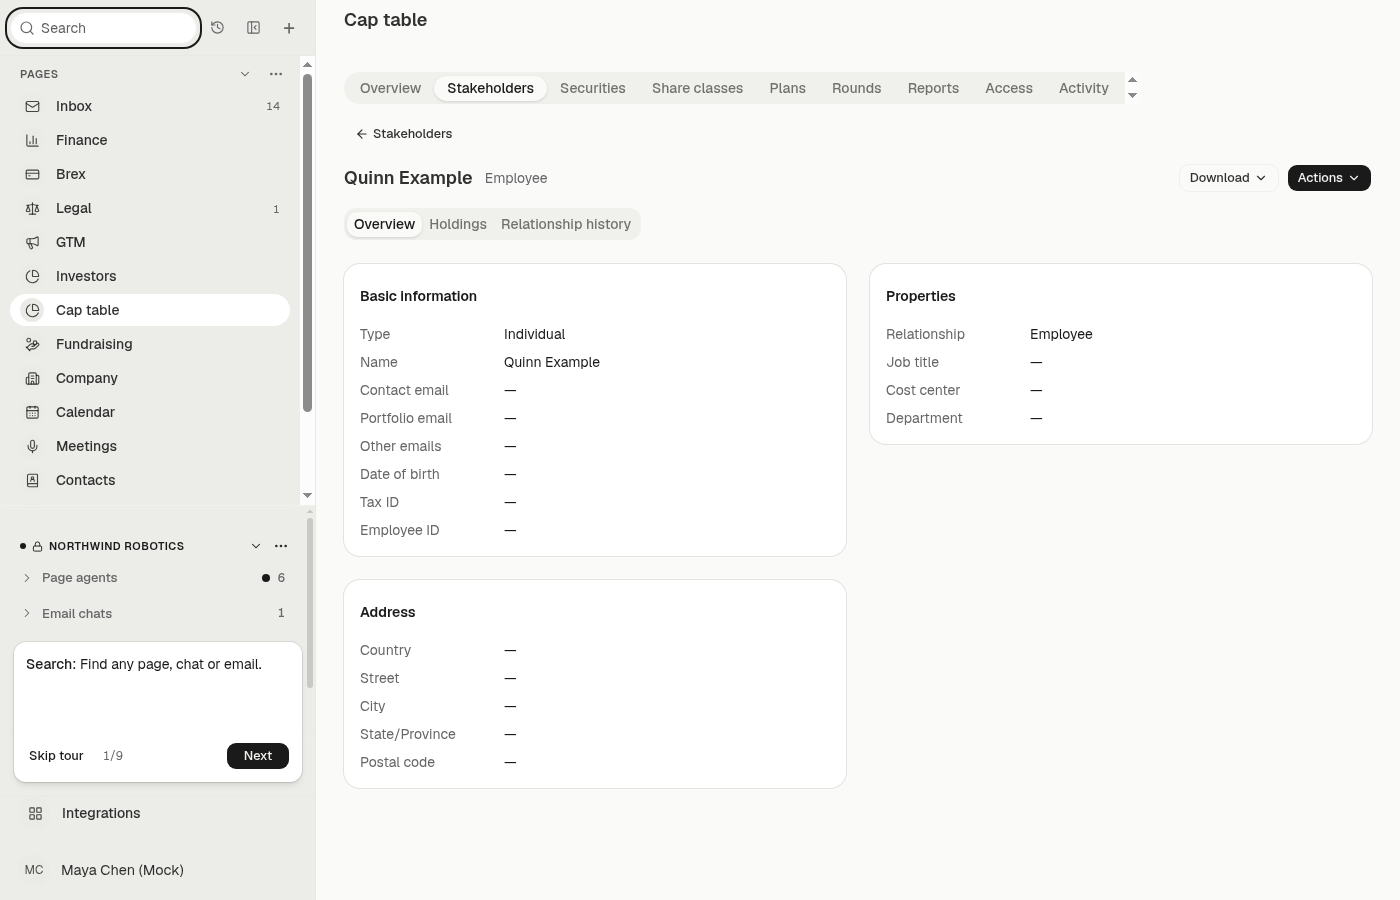 Search
PAGES
Inbox 14
Finance
Brex
Legal 1
GTM
Investors
Cap table
Fundraising
Company
Calendar
Meetings
Contacts
NORTHWIND ROBOTICS
Page agents 6
Email chats 1
Search: Find any page, chat or email.
Skip tour 1/9 Next
Integrations
MC Maya Chen (Mock)
Cap table
Overview Stakeholders Securities Share classes Plans Rounds Reports Access Activity
Stakeholders
Quinn Example Employee Download Actions
Overview Holdings Relationship history
Basic information
Type Individual
Name Quinn Example
Contact email —
Portfolio email —
Other emails —
Date of birth —
Tax ID —
Employee ID —
Properties
Relationship Employee
Job title —
Cost center —
Department —
Address
Country —
Street —
City —
State/Province —
Postal code —